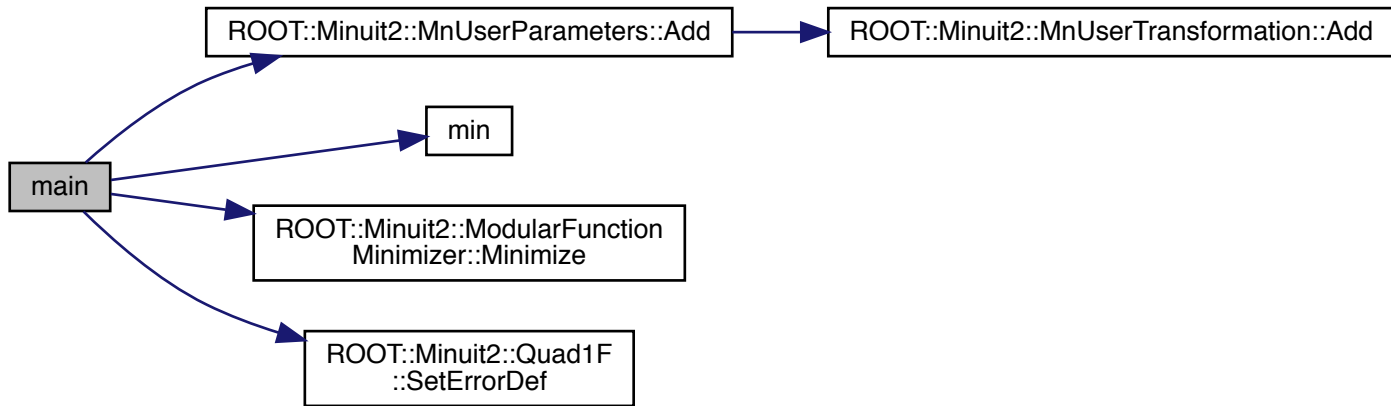 ROOT::Minuit2::MnUserParameters::Add
ROOT::Minuit2::MnUserTransformation::Add
min
main
ROOT::Minuit2::ModularFunction
Minimizer::Minimize
ROOT::Minuit2::Quad1F
::SetErrorDef